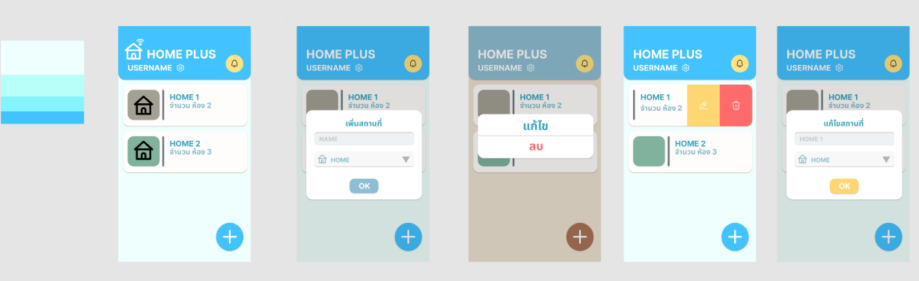 HOME PLUS
USERNAME
HOME 1
จำนวน ห้อง 2
HOME 2
จำนวน ห้อง 3
HOME PLUS
USERNAME
HOME 1
จำนวน ห้อง 2
เพิ่มสถานที่
NAME
HOME
OK
HOME PLUS
USERNAME
HOME 1
จำนวน ห้อง 2
แก้ไข
ลบ
HOME PLUS
USERNAME
HOME 1
จำนวน ห้อง 2
HOME 2
จำนวน ห้อง 3
HOME PLUS
USERNAME
HOME 1
จำนวน ห้อง 2
แก้ไขสถานที่
HOME 1
HOME
OK